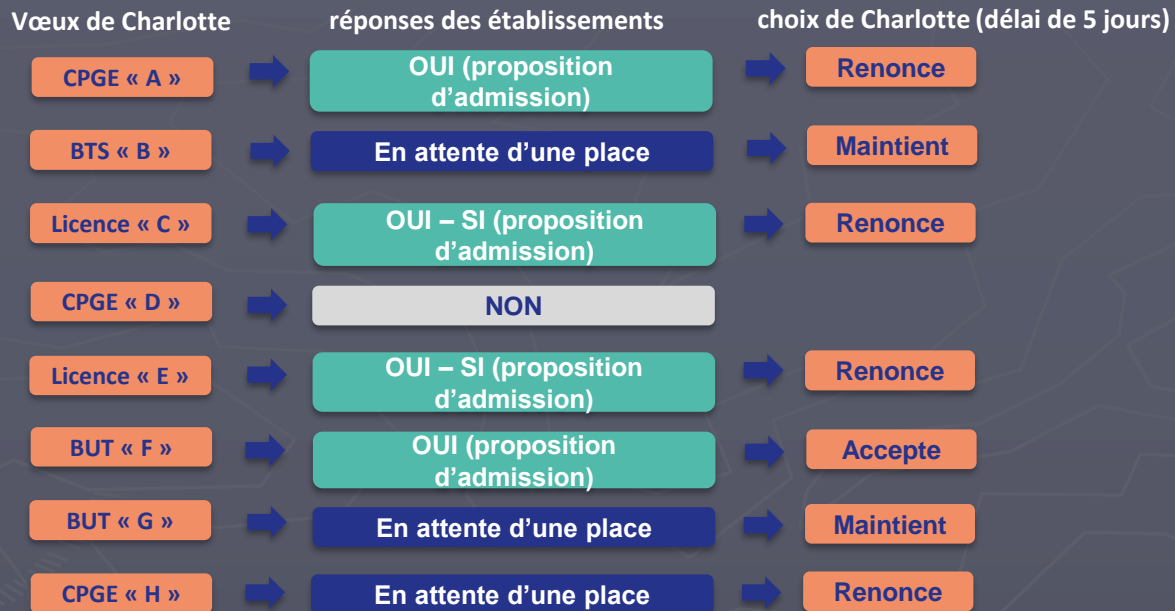 Vœux de Charlotte
réponses des établissements
choix de Charlotte (délai de 5 jours)
CPGE « A »
OUI (proposition
d’admission)
Renonce
BTS « B »
En attente d’une place
Maintient
Licence « C »
OUI – SI (proposition
d’admission)
Renonce
CPGE « D »
NON
Licence « E »
OUI – SI (proposition
d’admission)
Renonce
BUT « F »
OUI (proposition
d’admission)
Accepte
BUT « G »
En attente d’une place
Maintient
CPGE « H »
En attente d’une place
Renonce